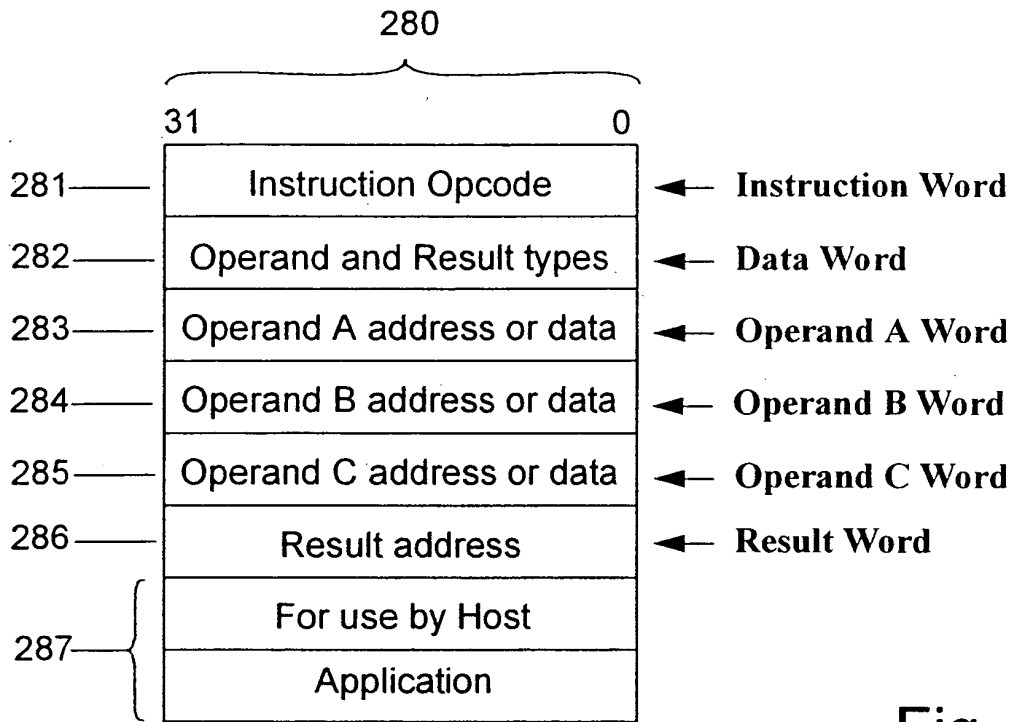 280
31 0
281 Instruction Opcode Instruction Word
282 Operand and Result types Data Word
283 Operand A address or data Operand A Word
284 Operand B address or data Operand B Word
285 Operand C address or data Operand C Word
286 Result address Result Word
For use by Host
287
Application
Fig